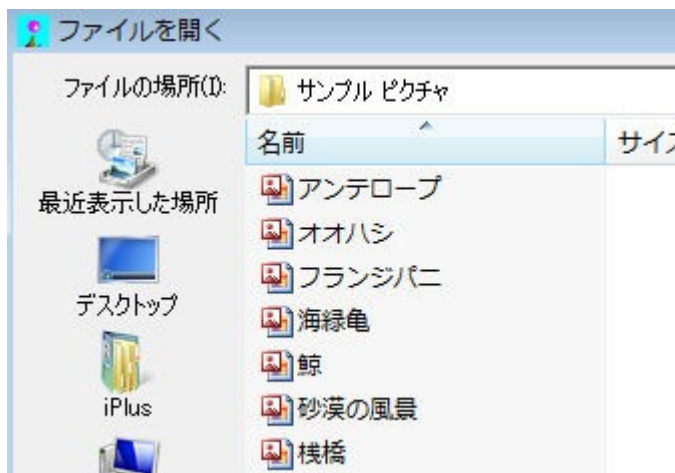 ファイルを開く
ファイルの場所(I):
サンプル ピクチャ
名前
サイズ
最近表示した場所
デスクトップ
iPlus
アンテロープ
オオハシ
フランジパニ
海緑亀
鯨
砂漠の風景
桟橋